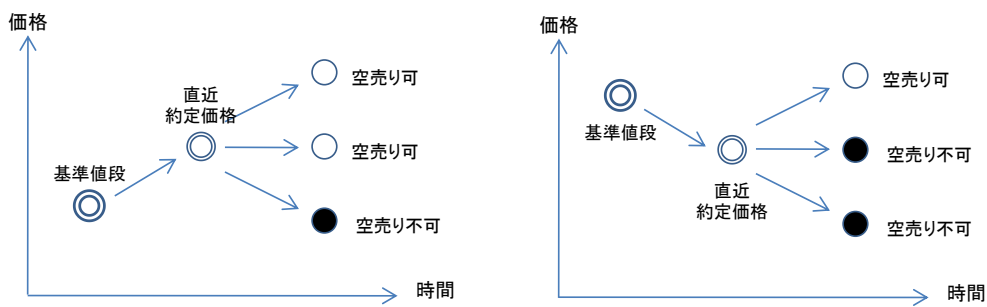 価格
空売り可
直近
約定価格
空売り可
基準値段
空売り不可
時間
価格
空売り可
基準値段
空売り不可
直近
約定価格
空売り不可
時間